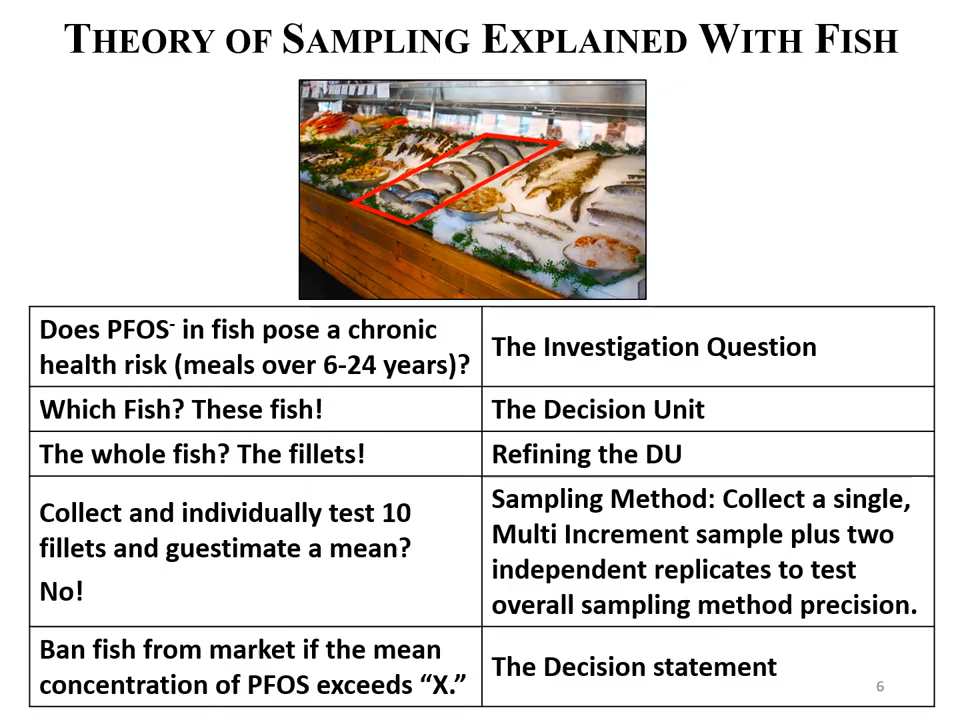 THEORY OF SAMPLING EXPLAINED WITH FISH
Does PFOS- in fish pose a chronic
health risk (meals over 6-24 years)?
The Investigation Question
Which Fish? These fish!
The Decision Unit
The whole fish? The fillets!
Refining the DU
Collect and individually test 10
fillets and guestimate a mean?
No!
Sampling Method: Collect a single,
Multi Increment sample plus two
independent replicates to test
overall sampling method precision.
Ban fish from market if the mean
concentration of PFOS exceeds “X.”
The Decision statement
6